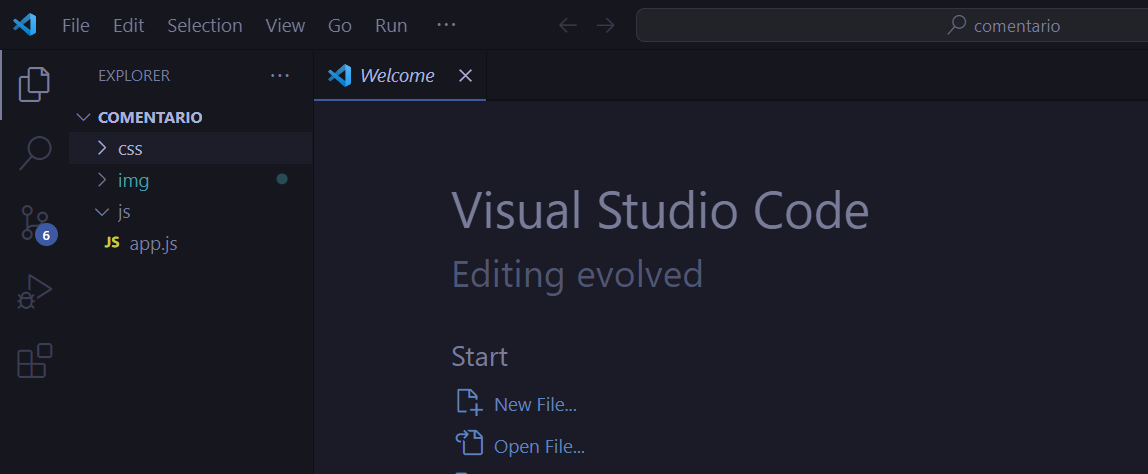 File Edit Selection View Go Run ···
comentario
EXPLORER ···
Welcome
COMENTARIO
css
img
js
JS app.js
6
Visual Studio Code
Editing evolved
Start
New File...
Open File...